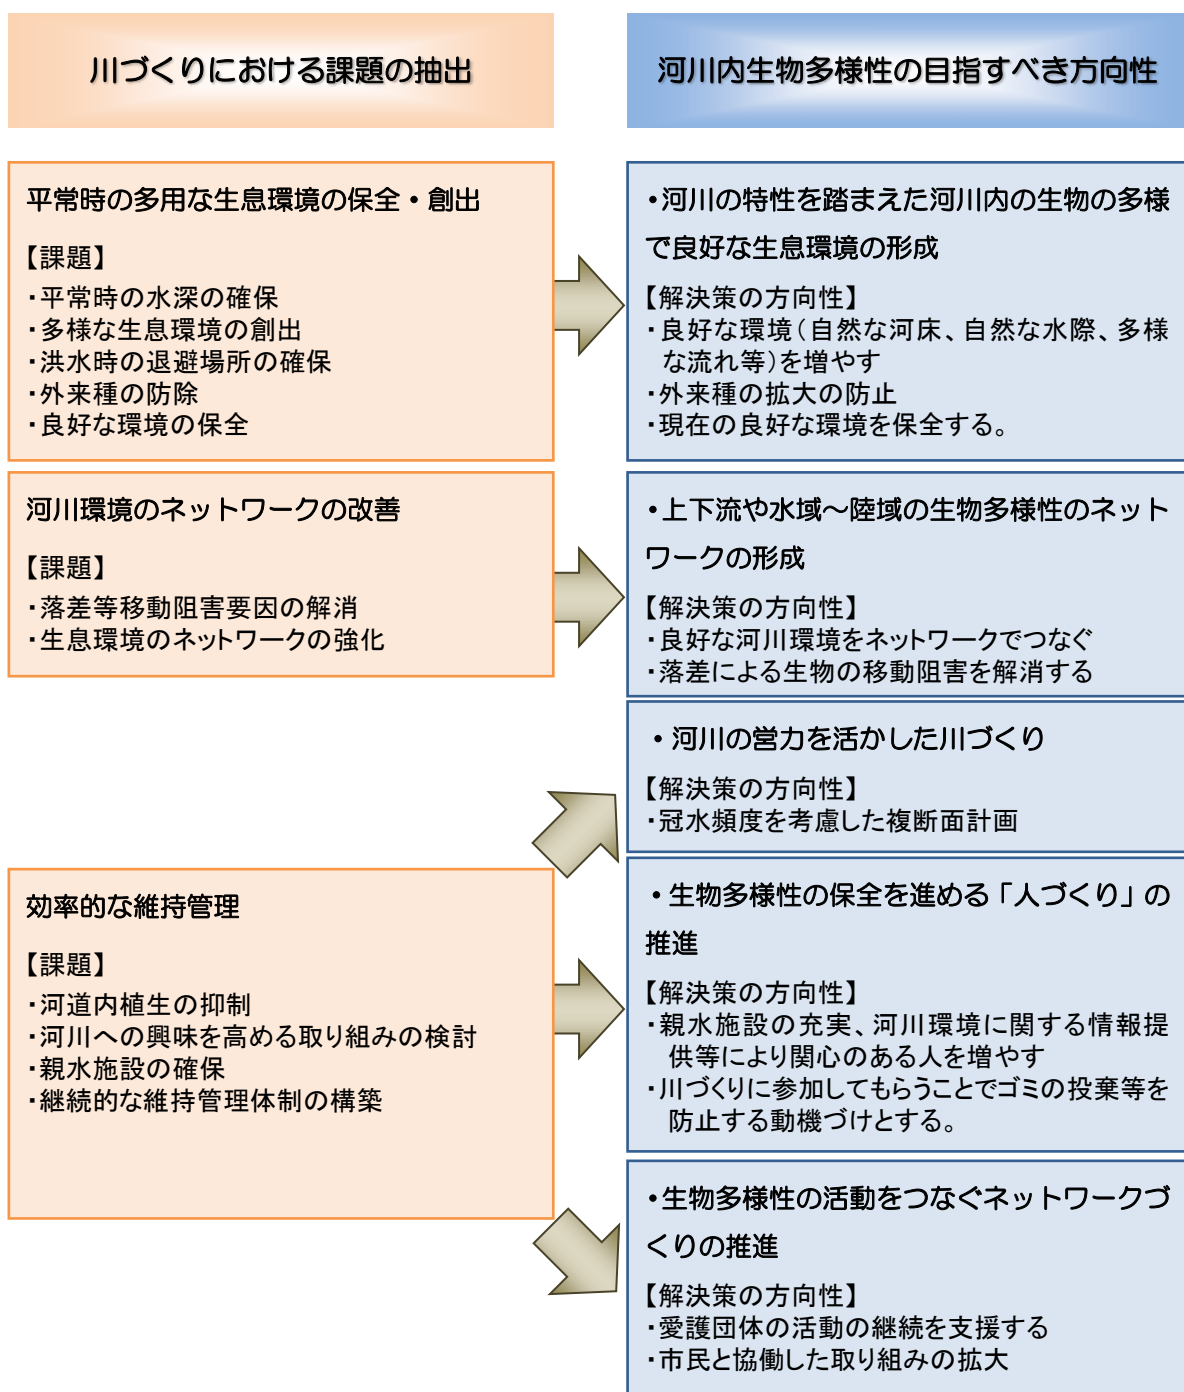 川づくりにおける課題の抽出
河川内生物多様性の目指すべき方向性
平常時の多用な生息環境の保全・創出
【課題】
・平常時の水深の確保
・多様な生息環境の創出
・洪水時の退避場所の確保
・外来種の防除
・良好な環境の保全
・河川の特性を踏まえた河川内の生物の多様
で良好な生息環境の形成
【解決策の方向性】
・良好な環境（自然な河床、自然な水際、多様
な流れ等）を増やす
・外来種の拡大の防止
・現在の良好な環境を保全する。
河川環境のネットワークの改善
【課題】
・落差等移動阻害要因の解消
・生息環境のネットワークの強化
・上下流や水域～陸域の生物多様性のネット
ワークの形成
【解決策の方向性】
・良好な河川環境をネットワークでつなぐ
・落差による生物の移動阻害を解消する
・河川の営力を活かした川づくり
【解決策の方向性】
・冠水頻度を考慮した複断面計画
効率的な維持管理
【課題】
・河道内植生の抑制
・河川への興味を高める取り組みの検討
・親水施設の確保
・継続的な維持管理体制の構築
・生物多様性の保全を進める「人づくり」の
推進
【解決策の方向性】
・親水施設の充実、河川環境に関する情報提
供等により関心のある人を増やす
・川づくりに参加してもらうことでゴミの投棄等を
防止する動機づけとする。
・生物多様性の活動をつなぐネットワークづ
くりの推進
【解決策の方向性】
・愛護団体の活動の継続を支援する
・市民と協働した取り組みの拡大